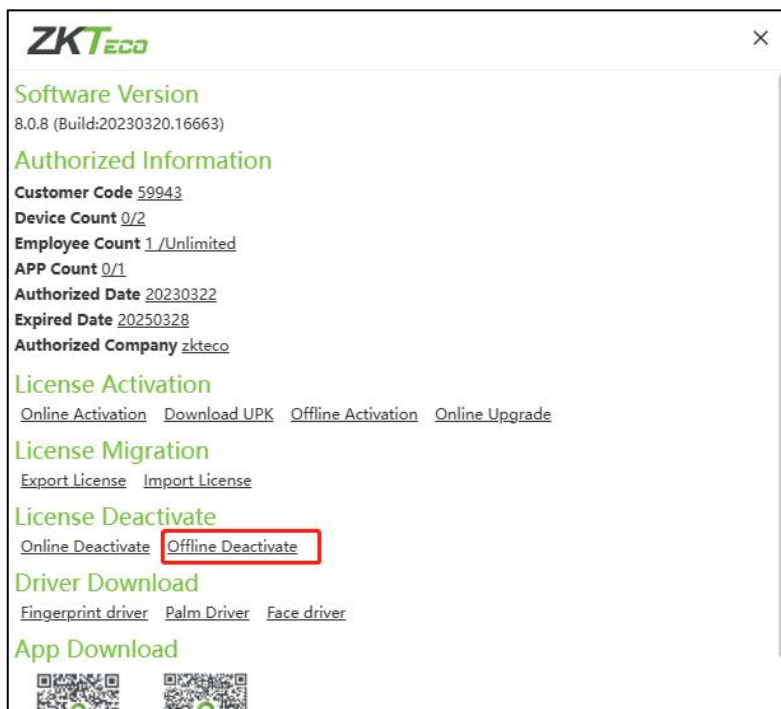 ZKTeco
Software Version
8.0.8 (Build:20230320.16663)
Authorized Information
Customer Code 59943
Device Count 0/2
Employee Count 1 /Unlimited
APP Count 0/1
Authorized Date 20230322
Expired Date 20250328
Authorized Company zkteco
License Activation
Online Activation Download UPK Offline Activation Online Upgrade
License Migration
Export License Import License
License Deactivate
Online Deactivate Offline Deactivate
Driver Download
Fingerprint driver Palm Driver Face driver
App Download